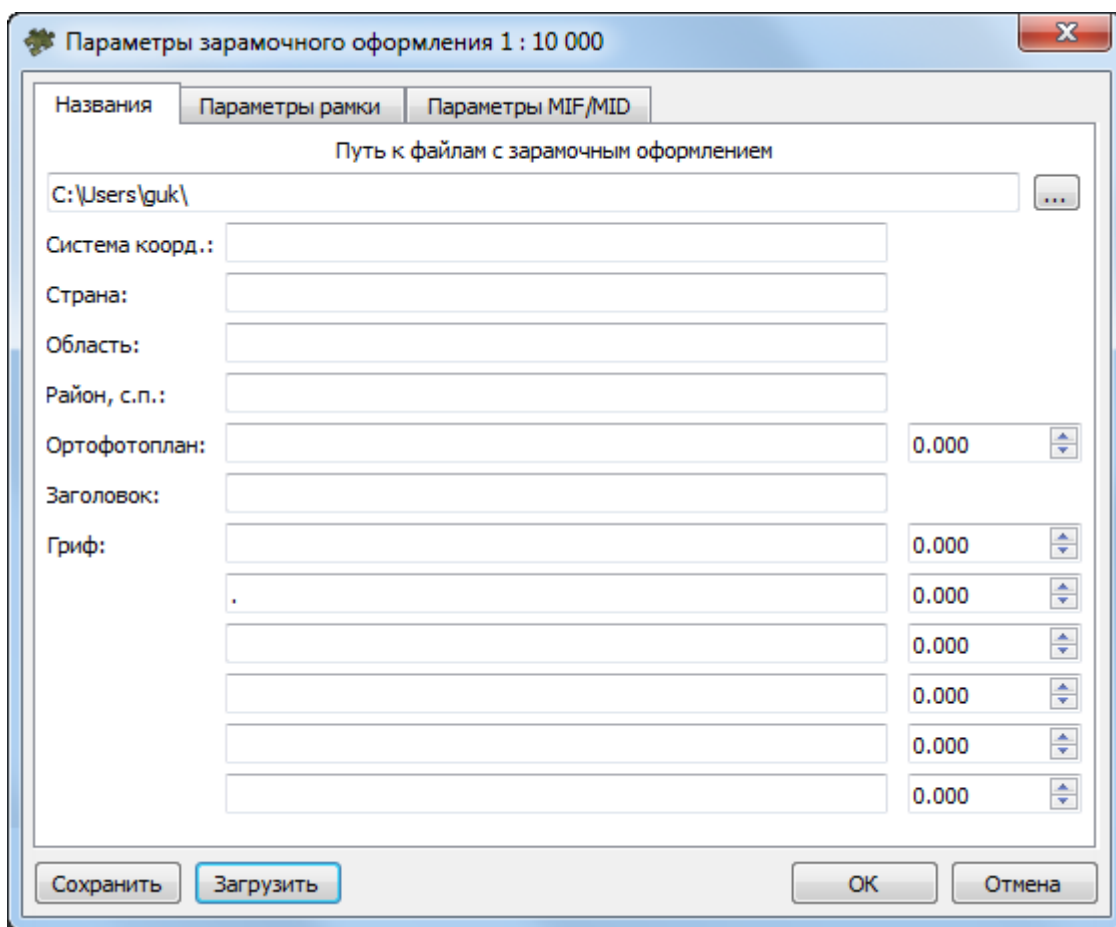 Параметры зарамочного оформления 1 : 10 000
Названия Параметры рамки Параметры MIF/MID
Путь к файлам с зарамочным оформлением
C:\Users\guk\ ...
Система коорд.:
Страна:
Область:
Район, с.п.:
Ортофотоплан: 0.000
Заголовок:
Гриф: 0.000
. 0.000
0.000
0.000
0.000
0.000
Сохранить Загрузить OK Отмена